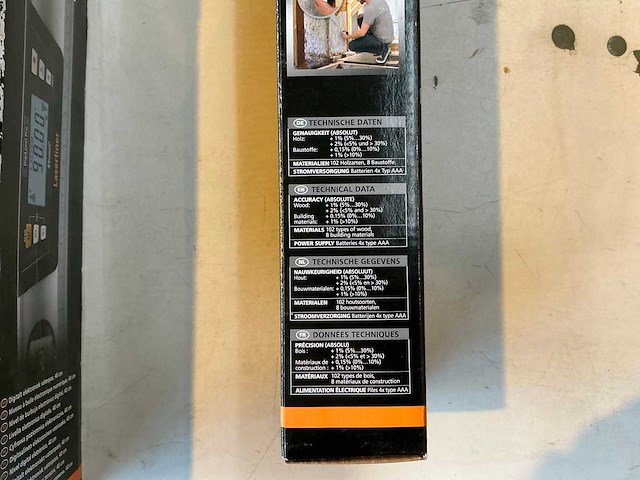 DE TECHNISCHE DATEN
GENAUIGKEIT (ABSOLUT)
Holz: ± 1% (5%...30%)
± 2% (<5% und > 30%)
Baustoffe: ± 0,15% (0%...10%)
± 1% (>10%)
MATERIALIEN 102 Holzarten, 8 Baustoffe
STROMVERSORGUNG Batterien 4x Typ AAA
EN TECHNICAL DATA
ACCURACY (ABSOLUTE)
Wood: ± 1% (5%...30%)
± 2% (<5% and > 30%)
Building ± 0.15% (0%...10%)
materials: ± 1% (>10%)
MATERIALS 102 types of wood,
8 building materials
POWER SUPPLY Batteries 4x type AAA
NL TECHNISCHE GEGEVENS
NAUWKEURIGHEID (ABSOLUUT)
Hout: ± 1% (5%...30%)
± 2% (<5% en > 30%)
Bouwmaterialen: ± 0,15% (0%...10%)
± 1% (>10%)
MATERIALEN 102 houtsoorten,
8 bouwmaterialen
STROOMVERZORGING Batterijen 4x type AAA
FR DONNÉES TECHNIQUES
PRÉCISION (ABSOLU)
Bois : ± 1% (5%...30%)
± 2% (<5% et > 30%)
Matériaux de ± 0,15% (0%...10%)
construction : ± 1% (>10%)
MATÉRIAUX 102 types de bois,
8 matériaux de construction
ALIMENTATION ÉLECTRIQUE Piles 4x type AAA
90.00
Laserliner